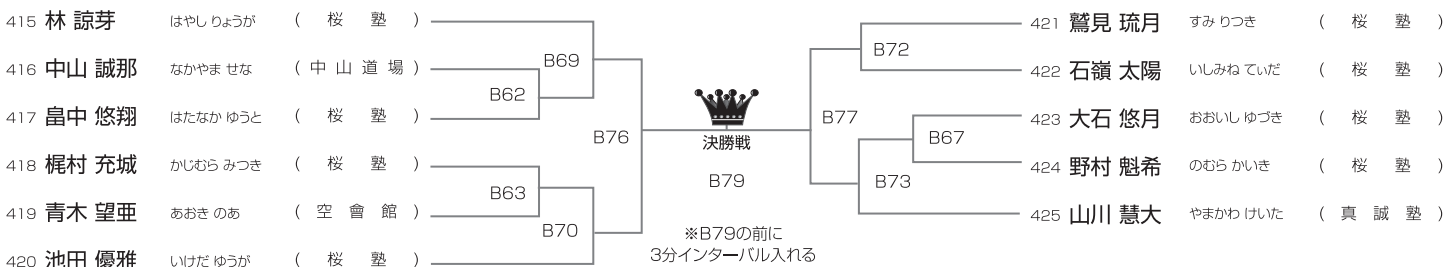 415 林 諒芽 はやし りょうが ( 桜 塾 )
416 中山 誠那 なかやま せな ( 中 山 道 場 )
417 畠中 悠翔 はたなか ゆうと ( 桜 塾 )
418 梶村 充城 かじむら みつき ( 桜 塾 )
419 青木 望亜 あおき のあ ( 空 會 館 )
420 池田 優雅 いけだ ゆうが ( 桜 塾 )
B69
B62
B76
B63
B70
決勝戦
B79
※B79の前に
3分インターバル入れる
B72
B77
B67
B73
421 鷲見 琉月 すみ りつき ( 桜 塾 )
422 石嶺 太陽 いしみね てぃだ ( 桜 塾 )
423 大石 悠月 おおいし ゆづき ( 桜 塾 )
424 野村 魁希 のむら かいき ( 桜 塾 )
425 山川 慧大 やまかわ けいた ( 真 誠 塾 )